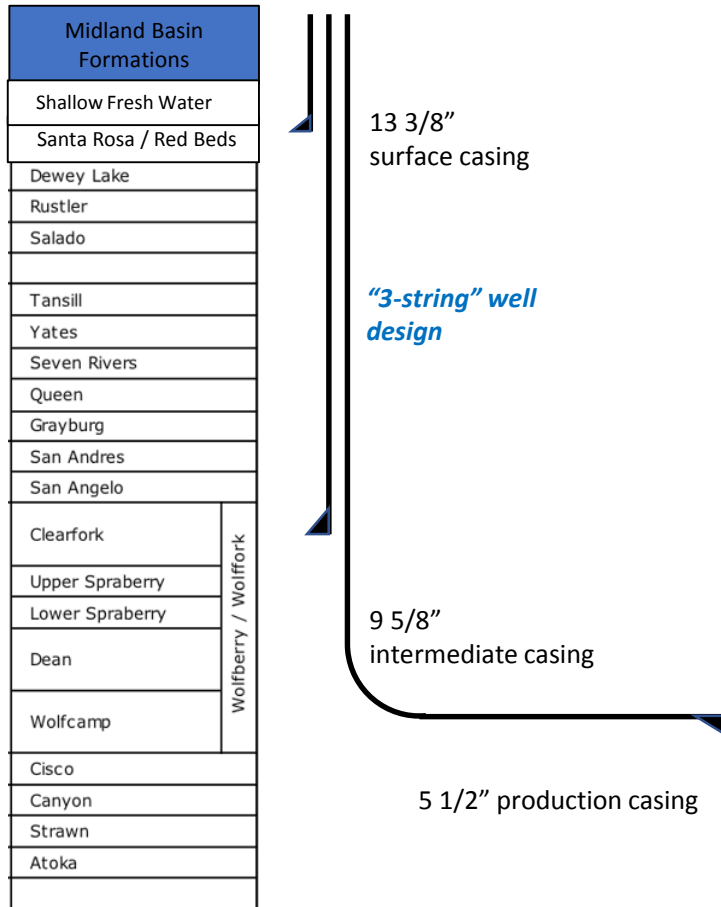 Midland Basin
Formations
Shallow Fresh Water
Santa Rosa / Red Beds
Dewey Lake
Rustler
Salado
Tansill
Yates
Seven Rivers
Queen
Grayburg
San Andres
San Angelo
Clearfork
Upper Spraberry
Lower Spraberry
Dean
Wolfcamp
Wolfberry / Wolffork
Cisco
Canyon
Strawn
Atoka
13 3/8”
surface casing
“3-string” well
design
9 5/8”
intermediate casing
5 1/2” production casing